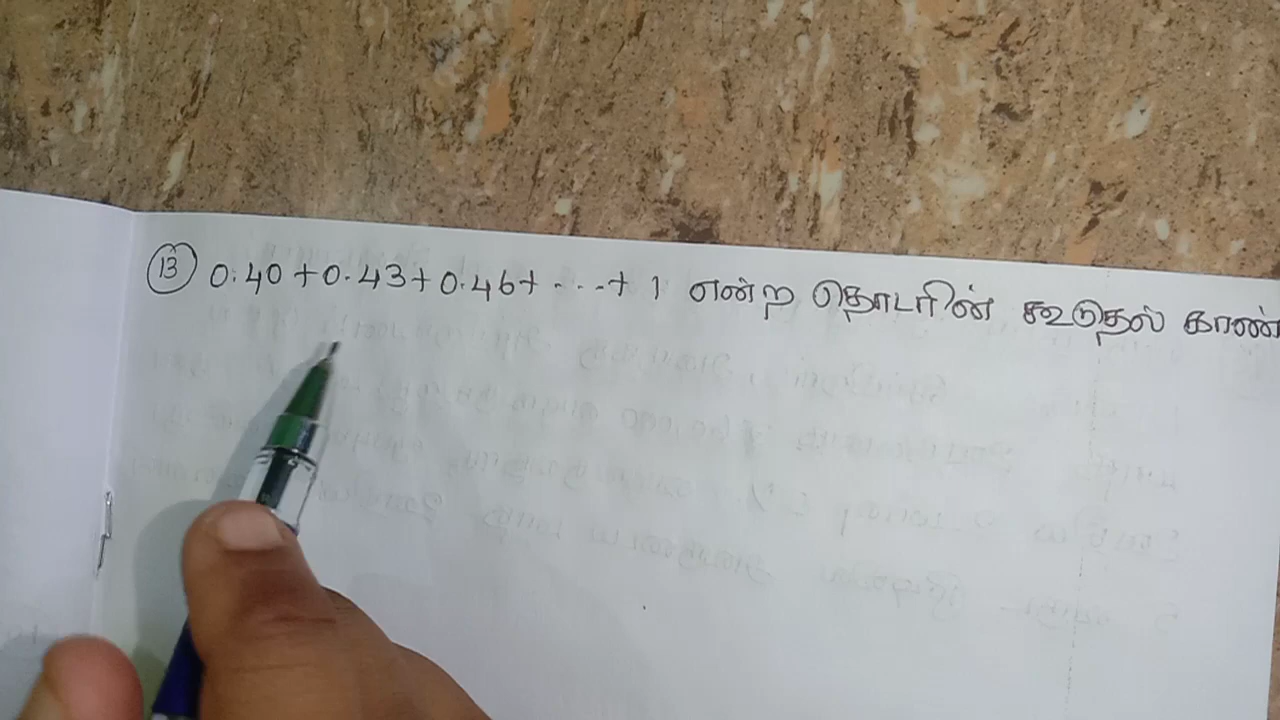 13 0.40 + 0.43 + 0.46 + ... + 1 என்ற தொடரின் கூடுதல் காண்